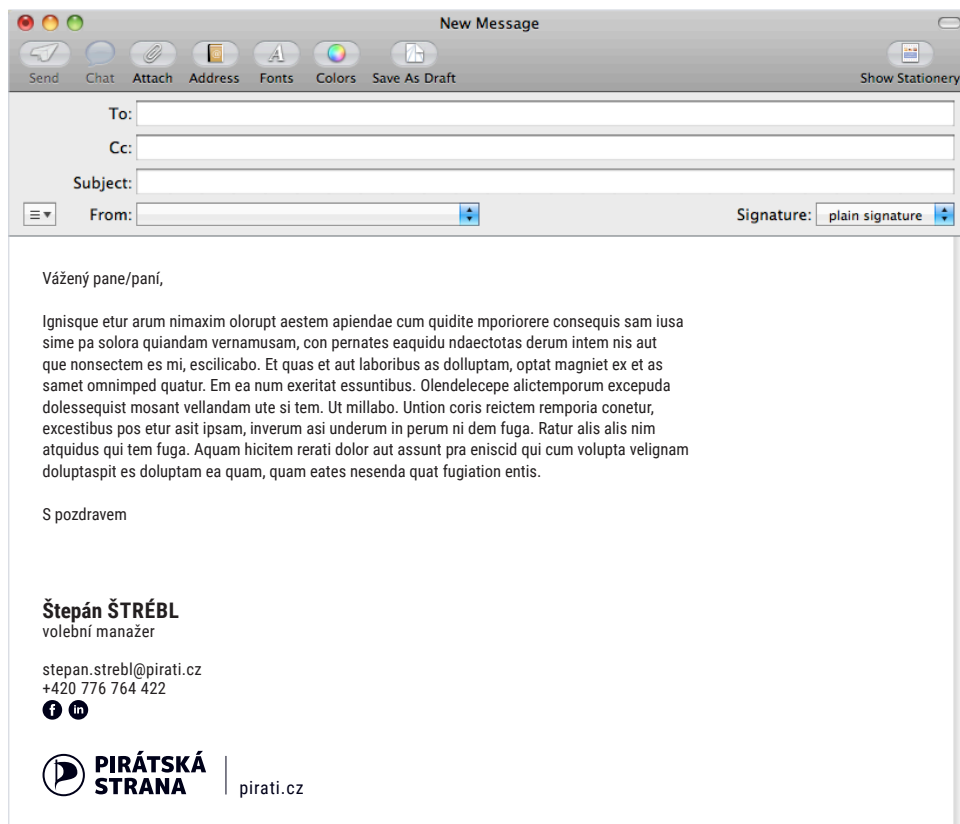 New Message
Send Chat Attach Address Fonts Colors Save As Draft Show Stationery
To:
Cc:
Subject:
From: Signature: plain signature
Vážený pane/paní,
Ignisque etur arum nimaxim olorupt aestem apiendae cum quidite mporiorere consequis sam iusa
sime pa solora quiandam vernamusam, con pernates eaquidu ndaectotas derum intem nis aut
que nonsectem es mi, escilicabo. Et quas et aut laboribus as dolluptam, optat magniet ex et as
samet omnimped quatur. Em ea num exeritat essuntibus. Olendelecepe alictemporum excepuda
dolessequist mosant vellandam ute si tem. Ut millabo. Untion coris reictem remporia conetur,
excestibus pos etur asit ipsam, inverum asi underum in perum ni dem fuga. Ratur alis alis nim
atquidus qui tem fuga. Aquam hicitem rerati dolor aut assunt pra eniscid qui cum volupta velignam
doluptaspit es doluptam ea quam, quam eates nesenda quat fugiation entis.
S pozdravem
Štepán ŠTRÉBL
volební manažer
stepan.strebl@pirati.cz
+420 776 764 422
f in
PIRÁTSKÁ
STRANA pirati.cz